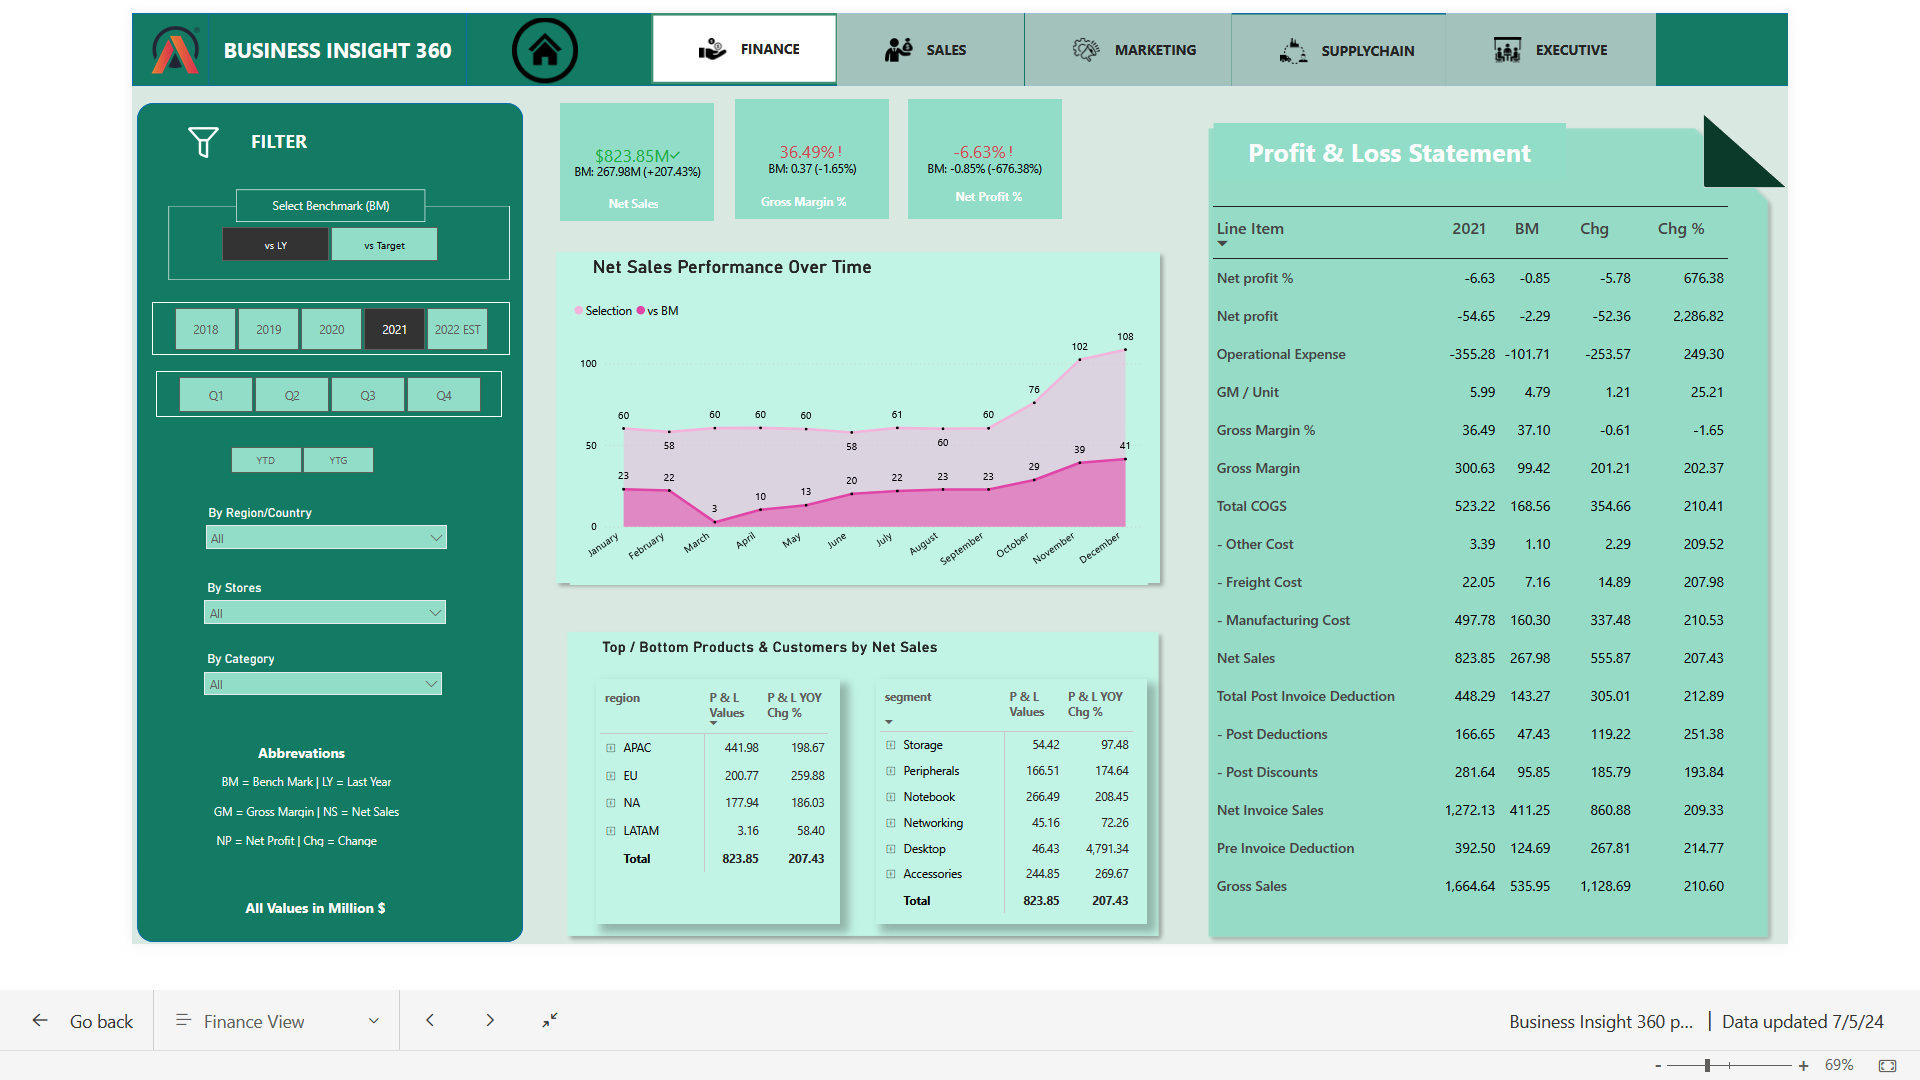 BUSINESS INSIGHT 360
FINANCE
SALES
MARKETING
SUPPLYCHAIN
EXECUTIVE
FILTER
Select Benchmark (BM)
vs LY
vs Target
2018
2019
2020
2021
2022 EST
Q1
Q2
Q3
Q4
YTD
YTG
By Region/Country
All
By Stores
All
By Category
All
Abbrevations
BM = Bench Mark | LY = Last Year
GM = Gross Margin | NS = Net Sales
NP = Net Profit | Chg = Change
All Values in Million $
$823.85M
BM: 267.98M (+207.43%)
Net Sales
36.49% !
BM: 0.37 (-1.65%)
Gross Margin %
-6.63% !
BM: -0.85% (-676.38%)
Net Profit %
Net Sales Performance Over Time
Selection vs BM
100
50
0
60 58 60 60 60 58 61 60 60 76 102 108
23 22 3 10 13 20 22 23 23 29 39 41
January February March April May June July August September October November December
Top / Bottom Products & Customers by Net Sales
region P & L Values P & L YOY Chg %
APAC 441.98 198.67
EU 200.77 259.88
NA 177.94 186.03
LATAM 3.16 58.40
Total 823.85 207.43
segment P & L Values P & L YOY Chg %
Storage 54.42 97.48
Peripherals 166.51 174.64
Notebook 266.49 208.45
Networking 45.16 72.26
Desktop 46.43 4,791.34
Accessories 244.85 269.67
Total 823.85 207.43
Profit & Loss Statement
Line Item 2021 BM Chg Chg %
Net profit % -6.63 -0.85 -5.78 676.38
Net profit -54.65 -2.29 -52.36 2,286.82
Operational Expense -355.28 -101.71 -253.57 249.30
GM / Unit 5.99 4.79 1.21 25.21
Gross Margin % 36.49 37.10 -0.61 -1.65
Gross Margin 300.63 99.42 201.21 202.37
Total COGS 523.22 168.56 354.66 210.41
- Other Cost 3.39 1.10 2.29 209.52
- Freight Cost 22.05 7.16 14.89 207.98
- Manufacturing Cost 497.78 160.30 337.48 210.53
Net Sales 823.85 267.98 555.87 207.43
Total Post Invoice Deduction 448.29 143.27 305.01 212.89
- Post Deductions 166.65 47.43 119.22 251.38
- Post Discounts 281.64 95.85 185.79 193.84
Net Invoice Sales 1,272.13 411.25 860.88 209.33
Pre Invoice Deduction 392.50 124.69 267.81 214.77
Gross Sales 1,664.64 535.95 1,128.69 210.60
Go back
Finance View
Business Insight 360 p... | Data updated 7/5/24
- + 69%